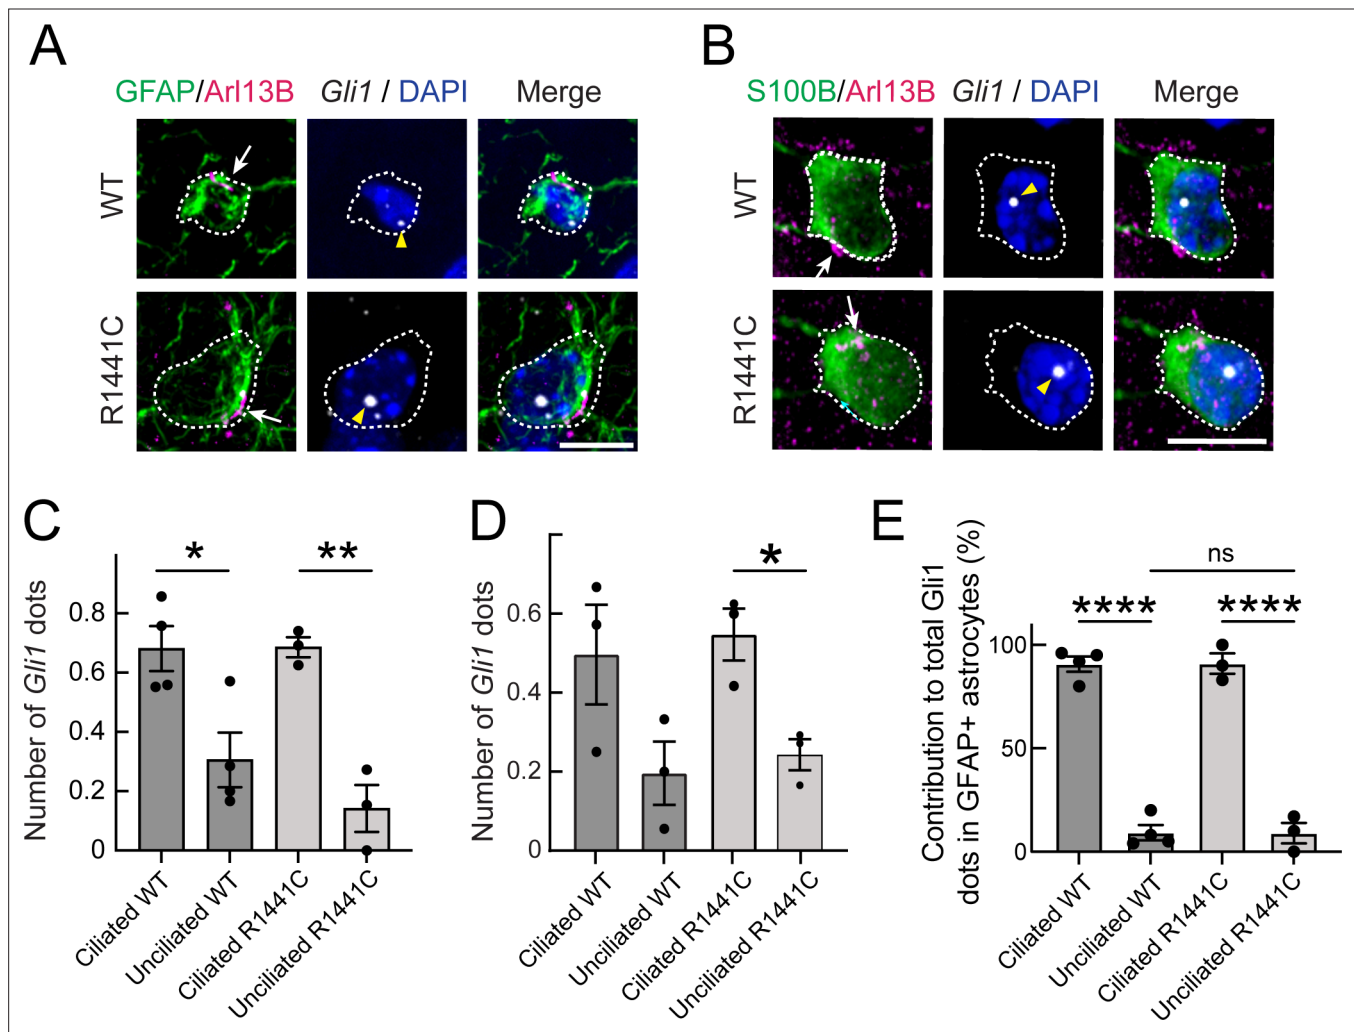 A
GFAP/Arl13B
Gli1 / DAPI
Merge
WT
R1441C
B
S100B/Arl13B
Gli1 / DAPI
Merge
WT
R1441C
C
Number of Gli1 dots
0.8
0.6
0.4
0.2
0
*
**
Ciliated WT
Unciliated WT
Ciliated R1441C
Unciliated R1441C
D
Number of Gli1 dots
0.6
0.4
0.2
0
*
Ciliated WT
Unciliated WT
Ciliated R1441C
Unciliated R1441C
E
Contribution to total Gli1
dots in GFAP+ astrocytes (%)
100
50
0
ns
****
****
Ciliated WT
Unciliated WT
Ciliated R1441C
Unciliated R1441C